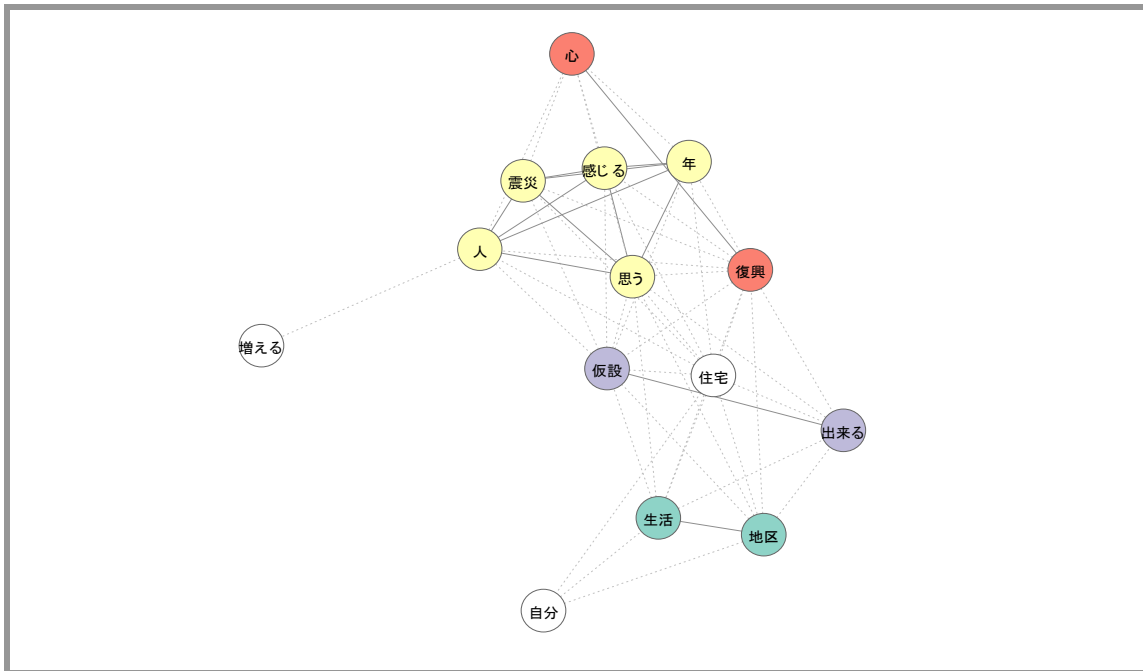 心
年
感じる
震災
人
復興
思う
増える
仮設
住宅
出来る
生活
地区
自分